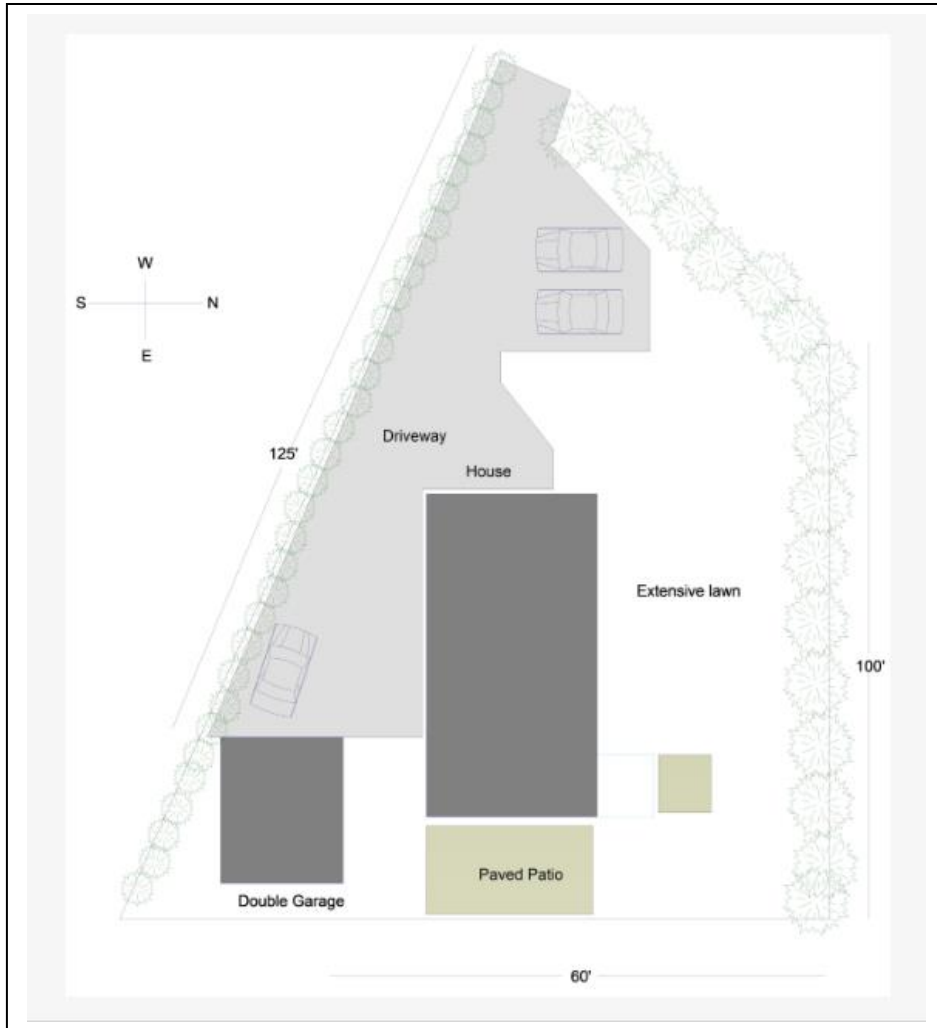 W
S N
E
125'
Driveway
House
Extensive lawn
100'
Paved Patio
Double Garage
60'